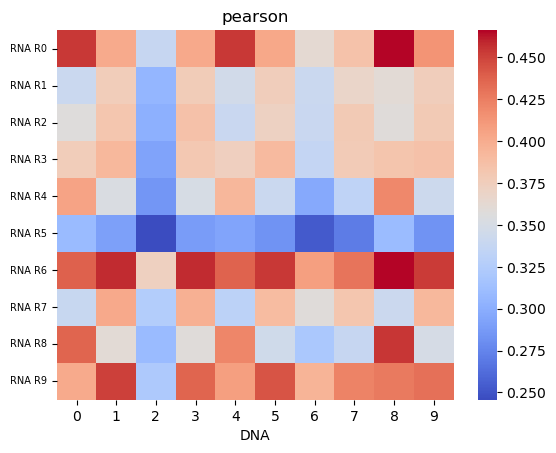 pearson
RNA R0
RNA R1
RNA R2
RNA R3
RNA R4
RNA R5
RNA R6
RNA R7
RNA R8
RNA R9
0 1 2 3 4 5 6 7 8 9
DNA
0.450
0.425
0.400
0.375
0.350
0.325
0.300
0.275
0.250